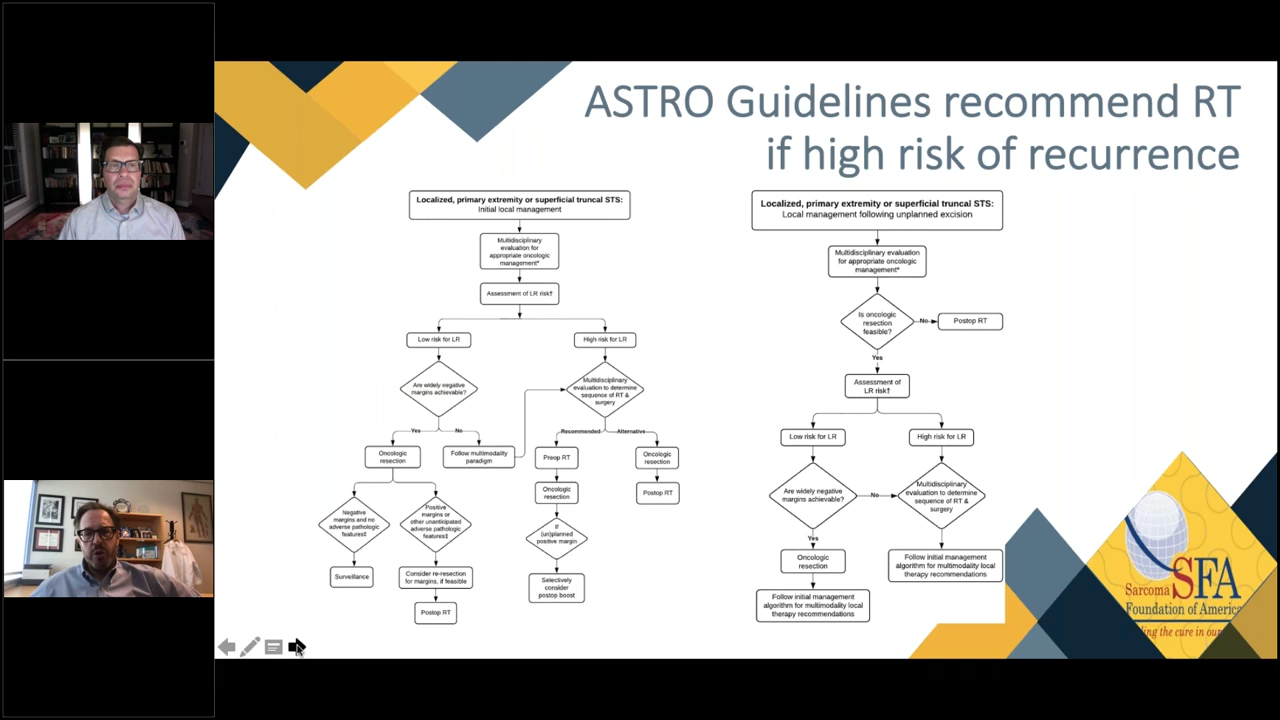 ASTRO Guidelines recommend RT
if high risk of recurrence
Localized, primary extremity or superficial truncal STS:
Initial local management
Multidisciplinary
evaluation for
appropriate oncologic
management*
Assessment of LR risk†
Low risk for LR
High risk for LR
Are widely negative
margins achievable?
Multidisciplinary
evaluation to determine
sequence of RT &
surgery
Yes
No
Recommended
Alternative
Oncologic
resection
Follow multimodality
paradigm
Preop RT
Oncologic
resection
Oncologic
resection
Postop RT
Negative
margins and no
adverse pathologic
features‡
Positive
margins or
other unanticipated
adverse pathologic
features‡
If
(un)planned
positive margin
Surveillance
Consider re-resection
for margins, if feasible
Selectively
consider
postop boost
Postop RT
Localized, primary extremity or superficial truncal STS:
Local management following unplanned excision
Multidisciplinary evaluation
for appropriate oncologic
management*
Is oncologic
resection
feasible?
No
Postop RT
Yes
Assessment of
LR risk†
Low risk for LR
High risk for LR
Are widely negative
margins achievable?
No
Multidisciplinary
evaluation to determine
sequence of RT &
surgery
Yes
Oncologic
resection
Follow initial management
algorithm for multimodality local
therapy recommendations
Follow initial management
algorithm for multimodality local
therapy recommendations
Sarcoma SFA
Foundation of America
the cure in